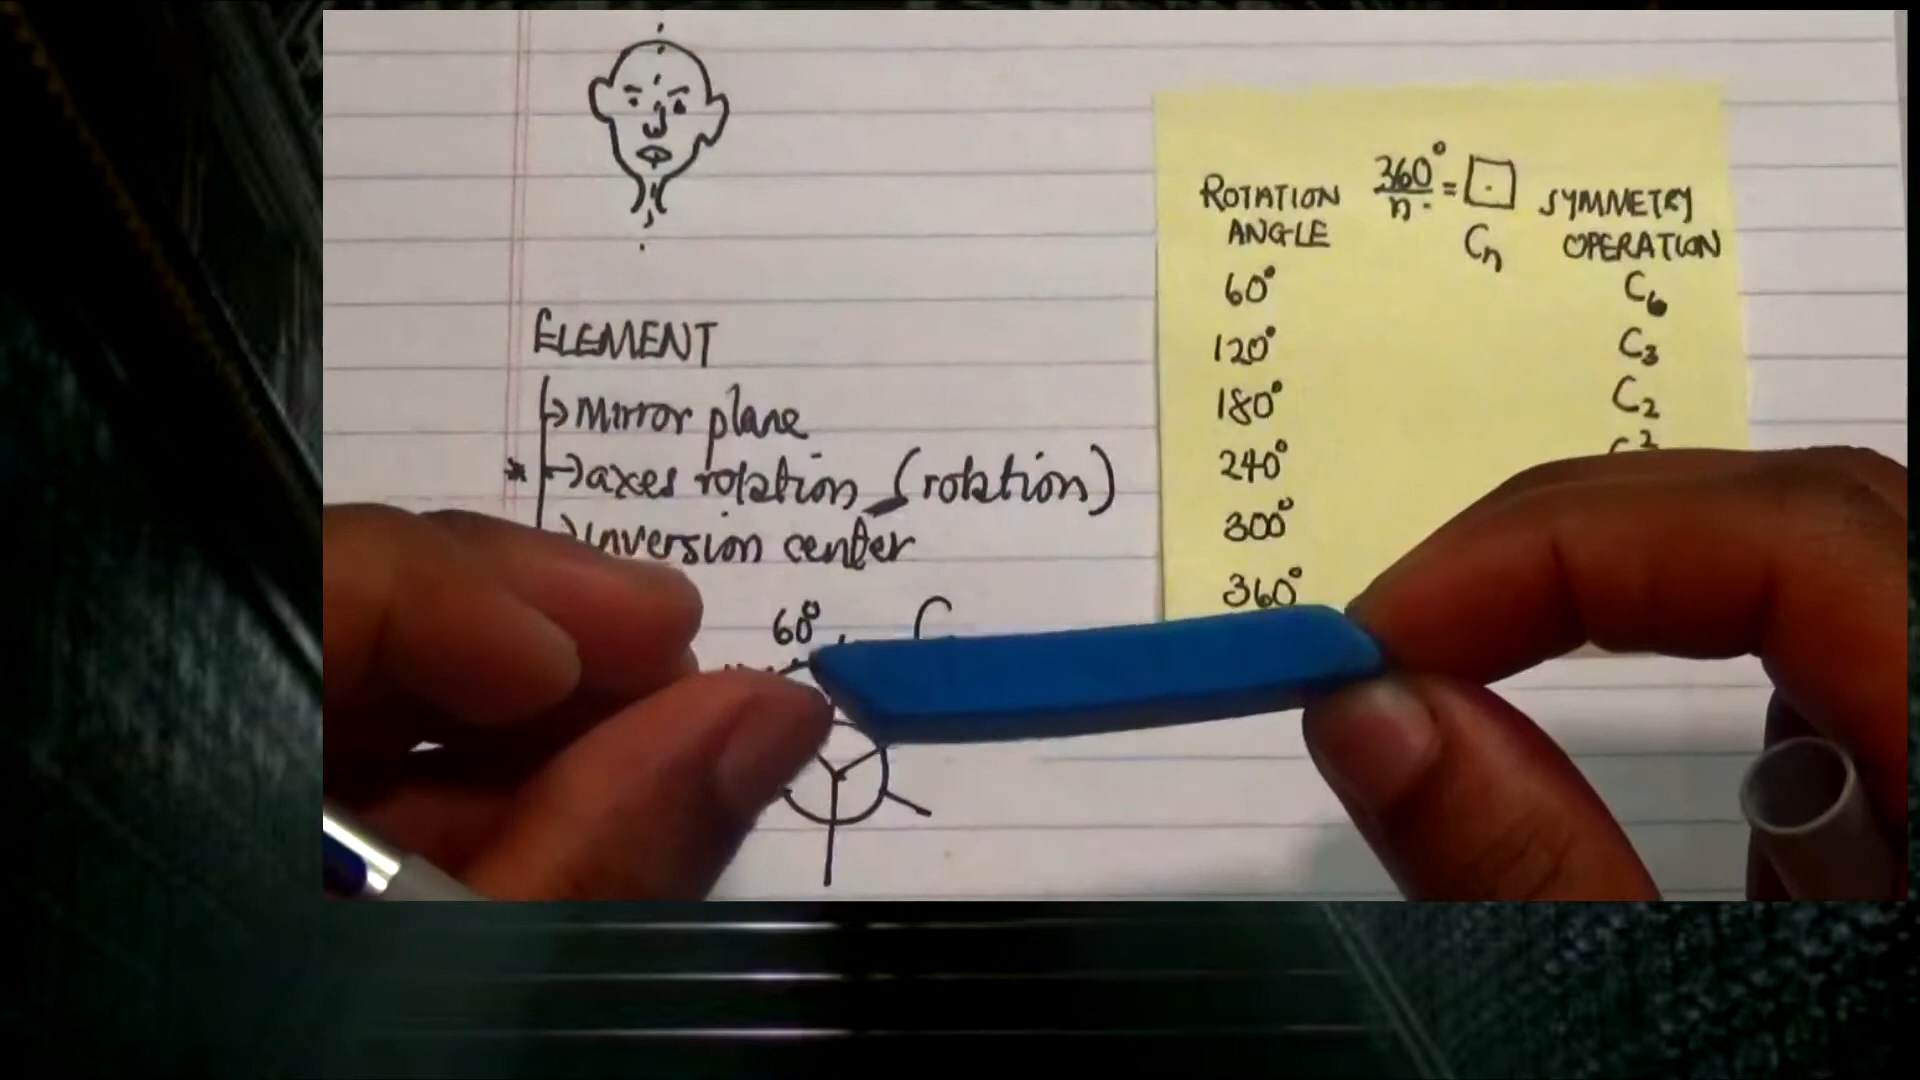 ELEMENT
→ Mirror plane
* → axes rotation (rotation)
→ inversion center
60°
C
ROTATION ANGLE
360°/n = □ Cn
SYMMETRY OPERATION
60° C6
120° C3
180° C2
240°
300°
360°